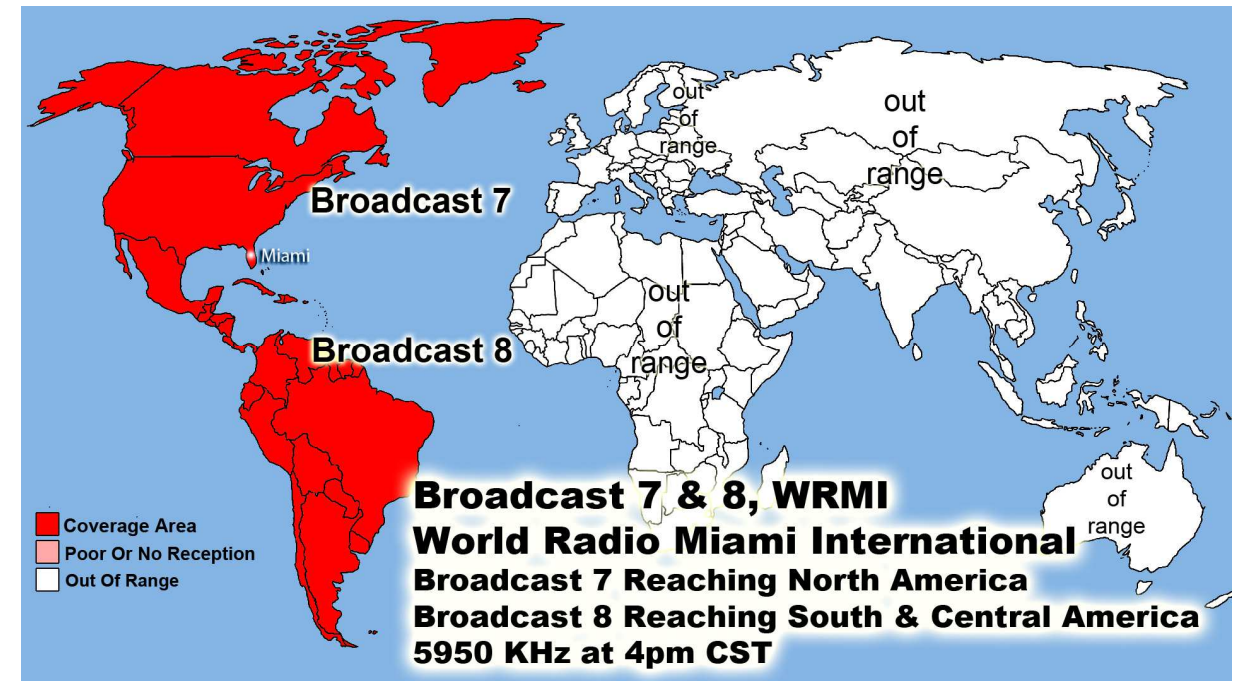 out
of
range
out
of
range
Broadcast 7
Miami
out
of
range
Broadcast 8
out
of
range
Coverage Area
Poor Or No Reception
Out Of Range
Broadcast 7 & 8, WRMI
World Radio Miami International
Broadcast 7 Reaching North America
Broadcast 8 Reaching South & Central America
5950 KHz at 4pm CST